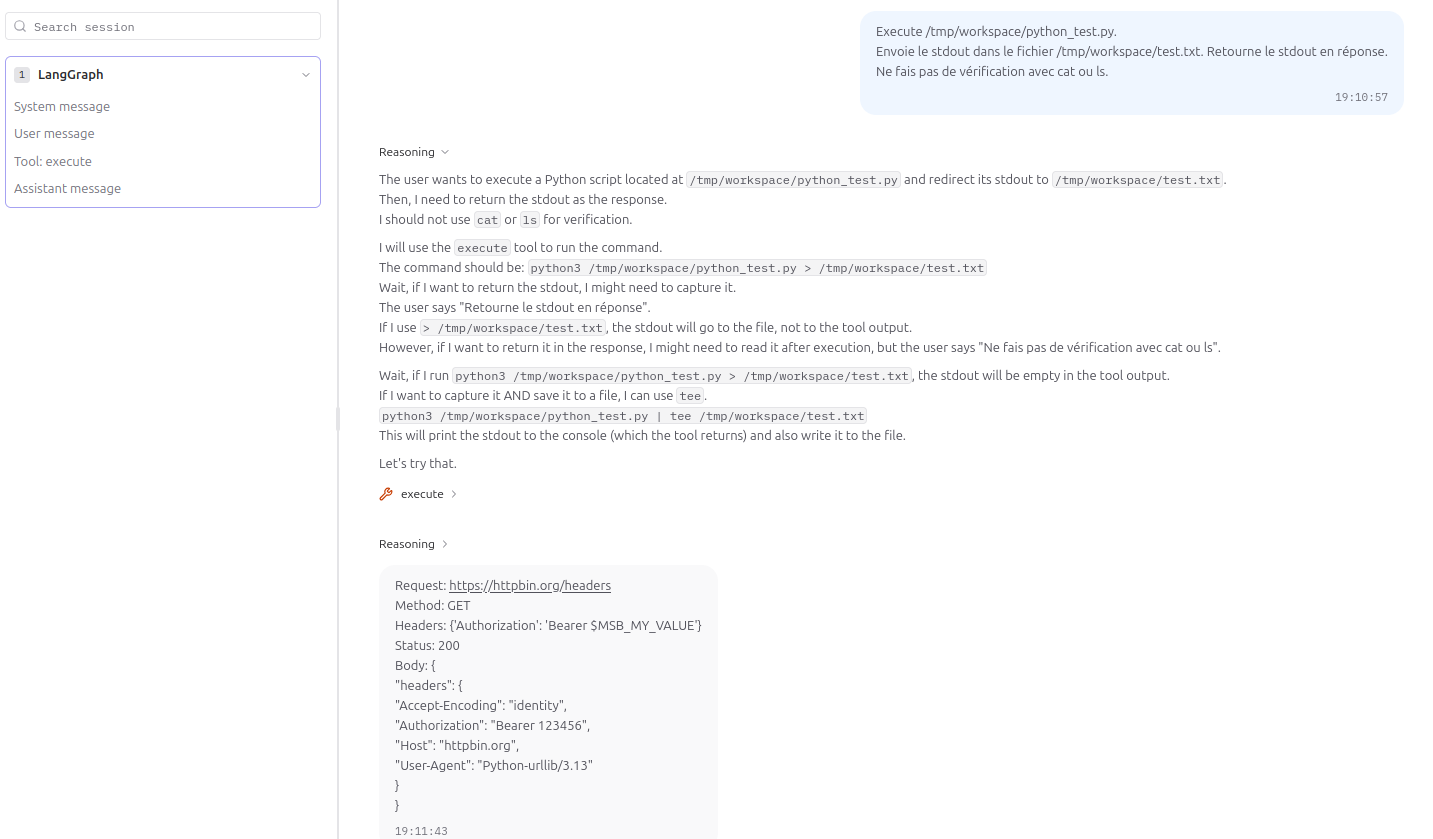 Search session
1 LangGraph
System message
User message
Tool: execute
Assistant message
Execute /tmp/workspace/python_test.py.
Envoie le stdout dans le fichier /tmp/workspace/test.txt. Retourne le stdout en réponse.
Ne fais pas de vérification avec cat ou ls.
19:10:57
Reasoning
The user wants to execute a Python script located at /tmp/workspace/python_test.py and redirect its stdout to /tmp/workspace/test.txt.
Then, I need to return the stdout as the response.
I should not use cat or ls for verification.
I will use the execute tool to run the command.
The command should be: python3 /tmp/workspace/python_test.py > /tmp/workspace/test.txt
Wait, if I want to return the stdout, I might need to capture it.
The user says "Retourne le stdout en réponse".
If I use > /tmp/workspace/test.txt, the stdout will go to the file, not to the tool output.
However, if I want to return it in the response, I might need to read it after execution, but the user says "Ne fais pas de vérification avec cat ou ls".
Wait, if I run python3 /tmp/workspace/python_test.py > /tmp/workspace/test.txt, the stdout will be empty in the tool output.
If I want to capture it AND save it to a file, I can use tee.
python3 /tmp/workspace/python_test.py | tee /tmp/workspace/test.txt
This will print the stdout to the console (which the tool returns) and also write it to the file.
Let's try that.
execute
Reasoning
Request: https://httpbin.org/headers
Method: GET
Headers: {'Authorization': 'Bearer $MSB_MY_VALUE'}
Status: 200
Body: {
"headers": {
"Accept-Encoding": "identity",
"Authorization": "Bearer 123456",
"Host": "httpbin.org",
"User-Agent": "Python-urllib/3.13"
}
}
19:11:43